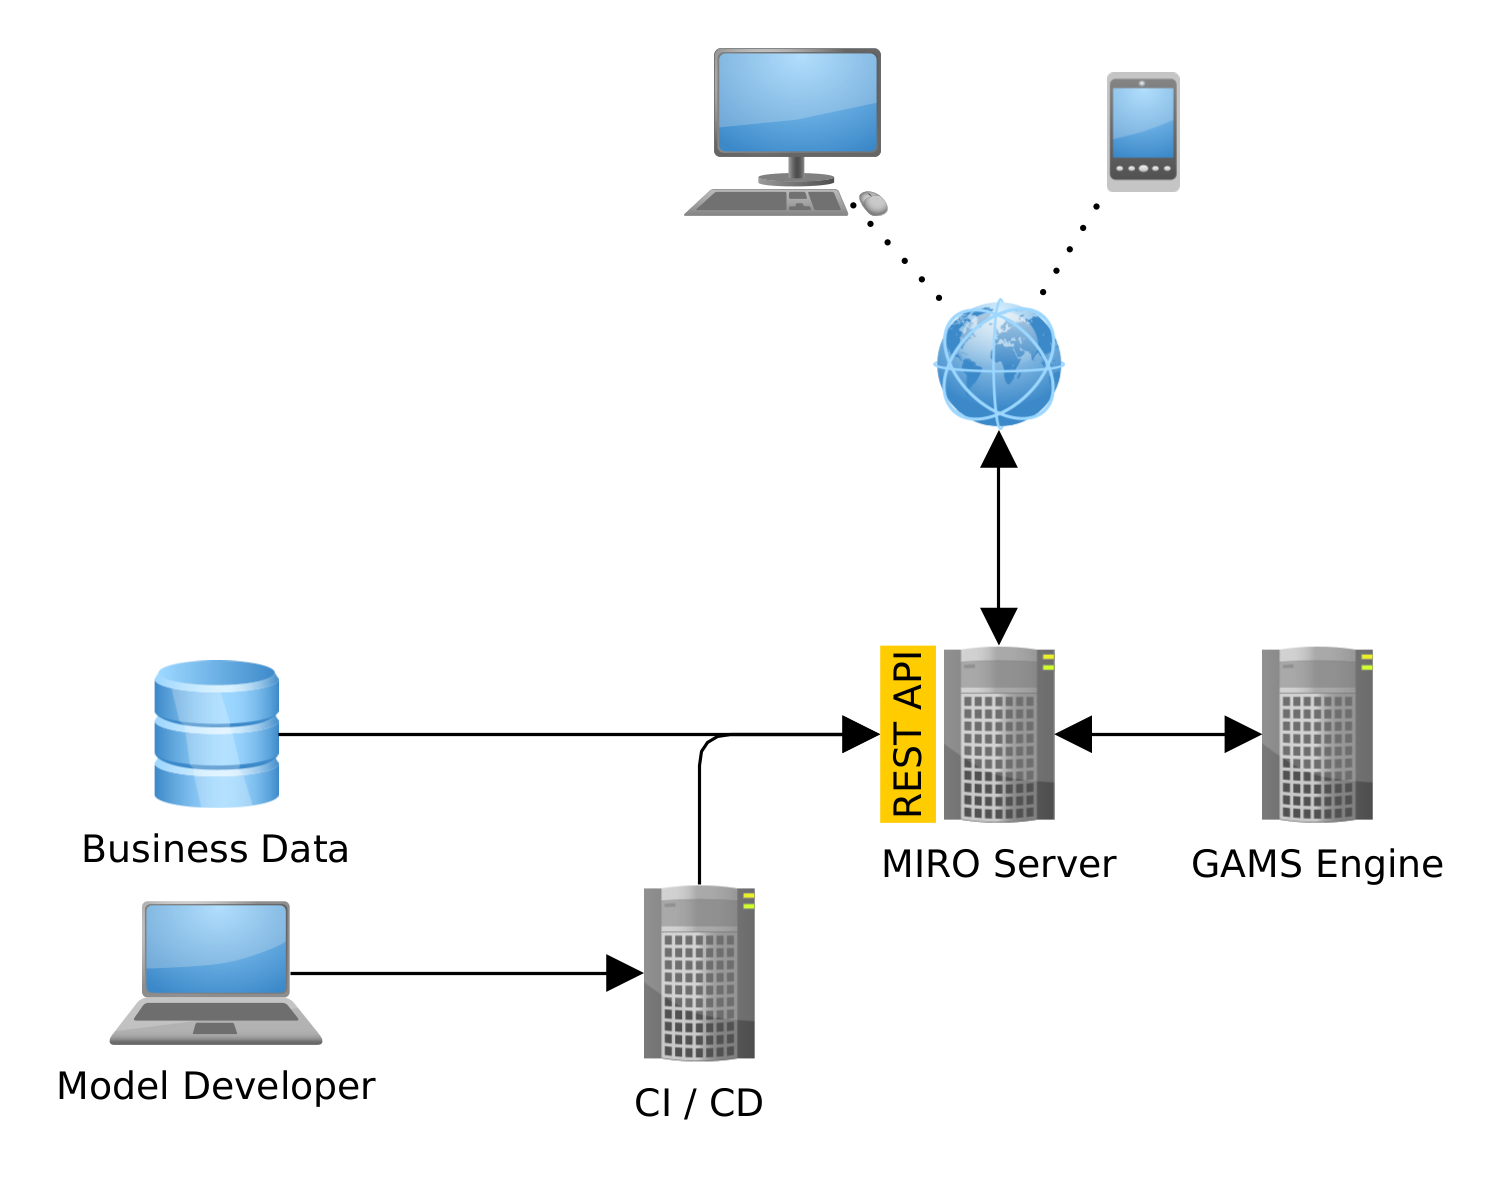 REST API
Business Data
MIRO Server
GAMS Engine
Model Developer
CI / CD